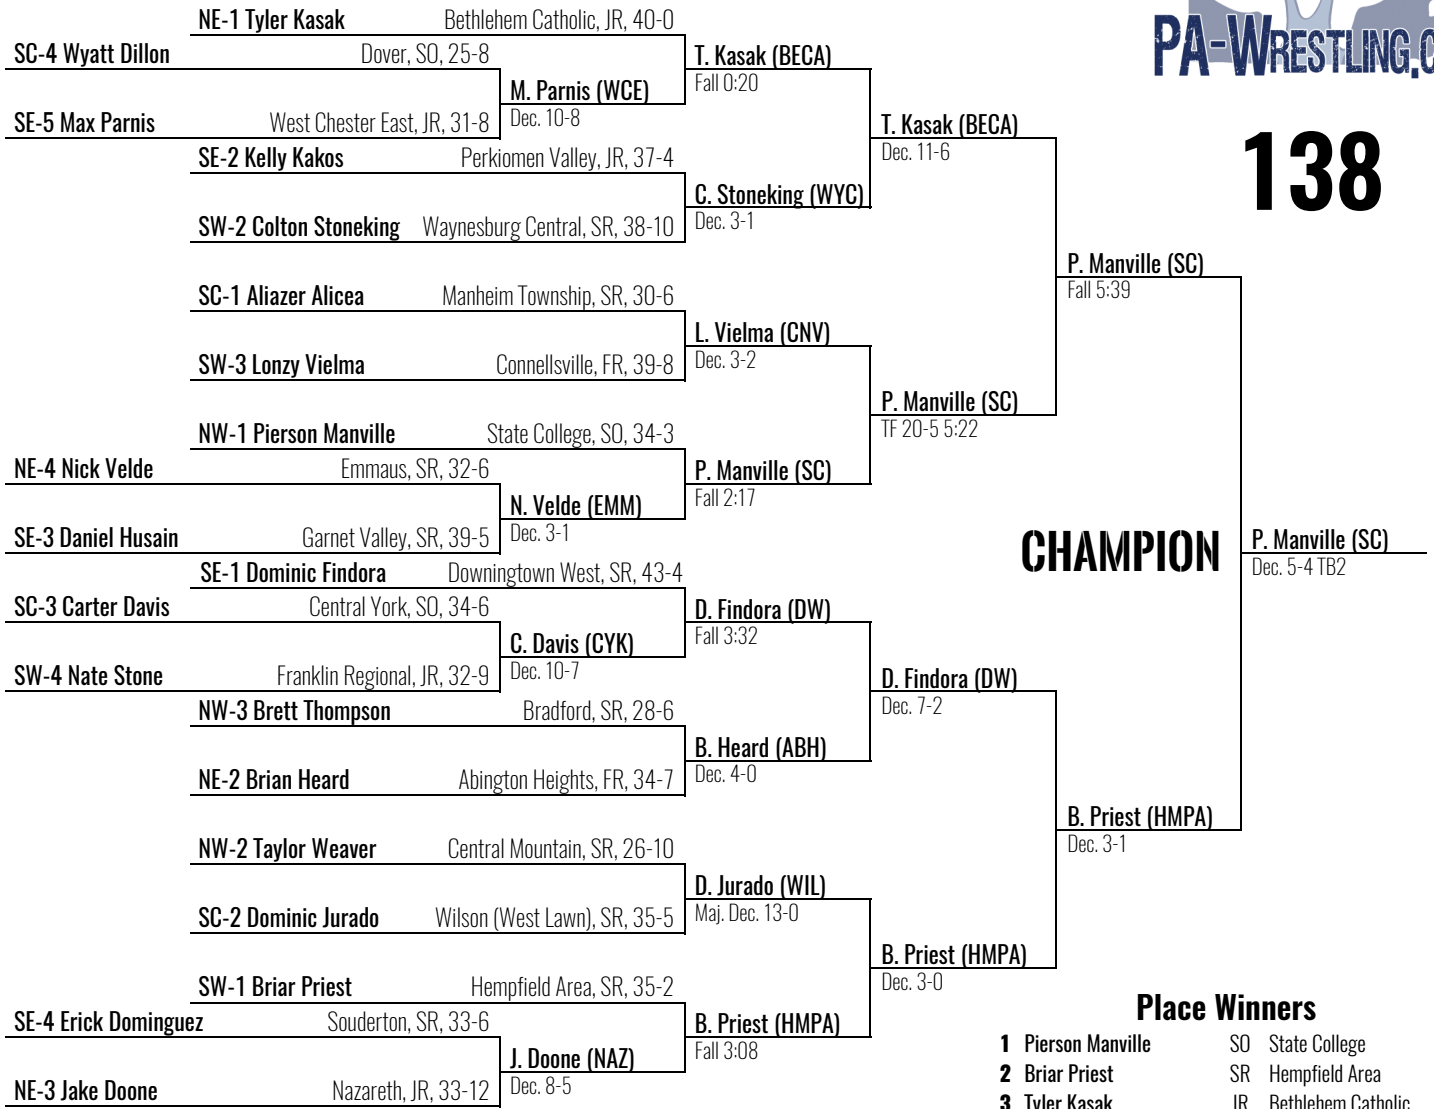 NE-1 Tyler Kasak Bethlehem Catholic, JR, 40-0
SC-4 Wyatt Dillon Dover, SO, 25-8
SE-5 Max Parnis West Chester East, JR, 31-8
SE-2 Kelly Kakos Perkiomen Valley, JR, 37-4
SW-2 Colton Stoneking Waynesburg Central, SR, 38-10
SC-1 Aliazer Alicea Manheim Township, SR, 30-6
SW-3 Lonzy Vielma Connellsville, FR, 39-8
NW-1 Pierson Manville State College, SO, 34-3
NE-4 Nick Velde Emmaus, SR, 32-6
SE-3 Daniel Husain Garnet Valley, SR, 39-5
SE-1 Dominic Findora Downingtown West, SR, 43-4
SC-3 Carter Davis Central York, SO, 34-6
SW-4 Nate Stone Franklin Regional, JR, 32-9
NW-3 Brett Thompson Bradford, SR, 28-6
NE-2 Brian Heard Abington Heights, FR, 34-7
NW-2 Taylor Weaver Central Mountain, SR, 26-10
SC-2 Dominic Jurado Wilson (West Lawn), SR, 35-5
SW-1 Briar Priest Hempfield Area, SR, 35-2
SE-4 Erick Dominguez Souderton, SR, 33-6
NE-3 Jake Doone Nazareth, JR, 33-12
M. Parnis (WCE)
Dec. 10-8
N. Velde (EMM)
Dec. 3-1
C. Davis (CYK)
Dec. 10-7
J. Doone (NAZ)
Dec. 8-5
T. Kasak (BECA)
Fall 0:20
C. Stoneking (WYC)
Dec. 3-1
L. Vielma (CNV)
Dec. 3-2
P. Manville (SC)
Fall 2:17
D. Findora (DW)
Fall 3:32
B. Heard (ABH)
Dec. 4-0
D. Jurado (WIL)
Maj. Dec. 13-0
B. Priest (HMPA)
Fall 3:08
T. Kasak (BECA)
Dec. 11-6
P. Manville (SC)
TF 20-5 5:22
D. Findora (DW)
Dec. 7-2
B. Priest (HMPA)
Dec. 3-0
P. Manville (SC)
Fall 5:39
B. Priest (HMPA)
Dec. 3-1
PA-WRESTLING.C
138
CHAMPION
P. Manville (SC)
Dec. 5-4 TB2
Place Winners
1 Pierson Manville SO State College
2 Briar Priest SR Hempfield Area
3 Tyler Kasak JR Bethlehem Catholic